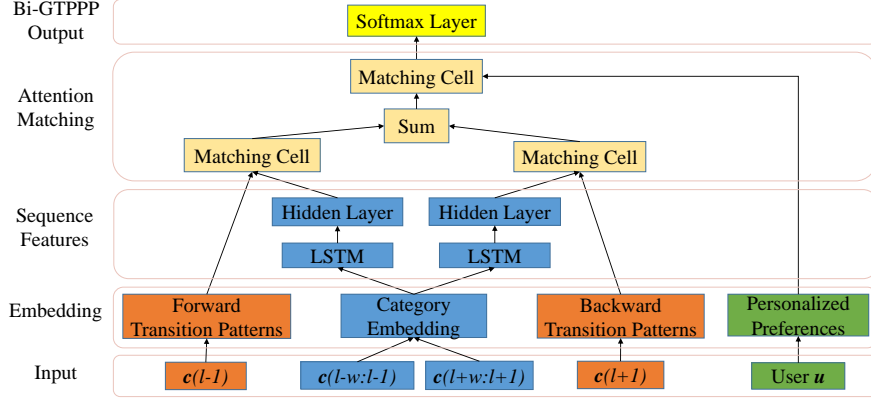 Bi-GTPPP
Output
Softmax Layer
Attention
Matching
Matching Cell
Sum
Matching Cell
Matching Cell
Sequence
Features
Hidden Layer
Hidden Layer
LSTM
LSTM
Embedding
Forward
Transition Patterns
Category
Embedding
Backward
Transition Patterns
Personalized
Preferences
Input
c(l-1)
c(l-w:l-1)
c(l+w:l+1)
c(l+1)
User u